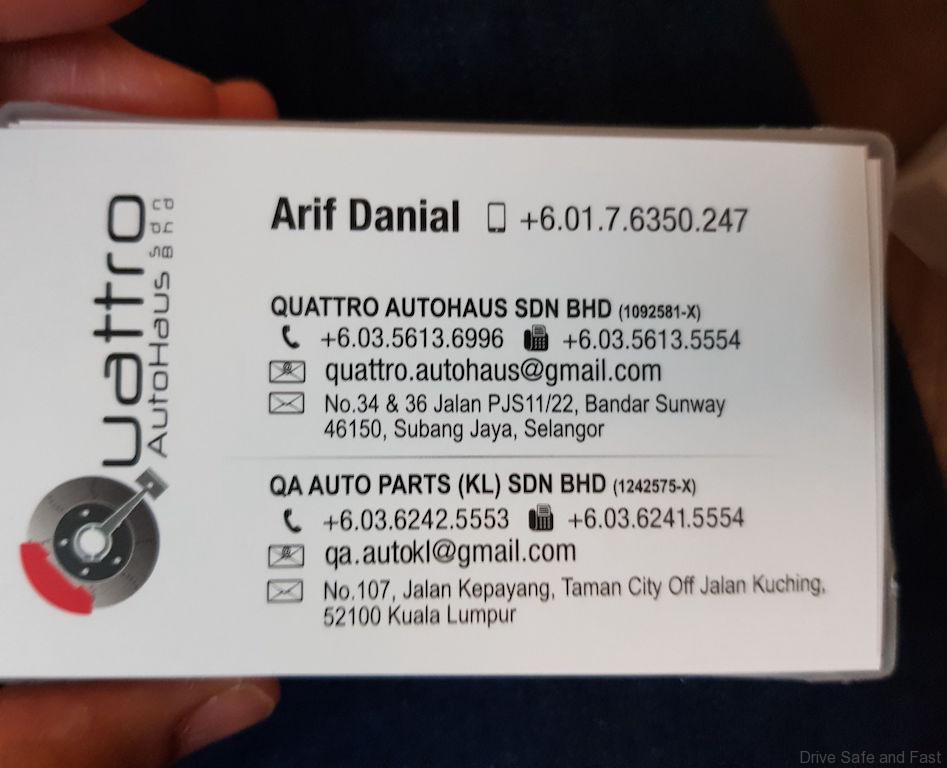 Quattro
AutoHaus Sdn Bhd
Arif Danial +6.01.7.6350.247
QUATTRO AUTOHAUS SDN BHD (1092581-X)
+6.03.5613.6996 +6.03.5613.5554
quattro.autohaus@gmail.com
No.34 & 36 Jalan PJS11/22, Bandar Sunway
46150, Subang Jaya, Selangor
QA AUTO PARTS (KL) SDN BHD (1242575-X)
+6.03.6242.5553 +6.03.6241.5554
qa.autokl@gmail.com
No.107, Jalan Kepayang, Taman City Off Jalan Kuching,
52100 Kuala Lumpur
Drive Safe and Fast